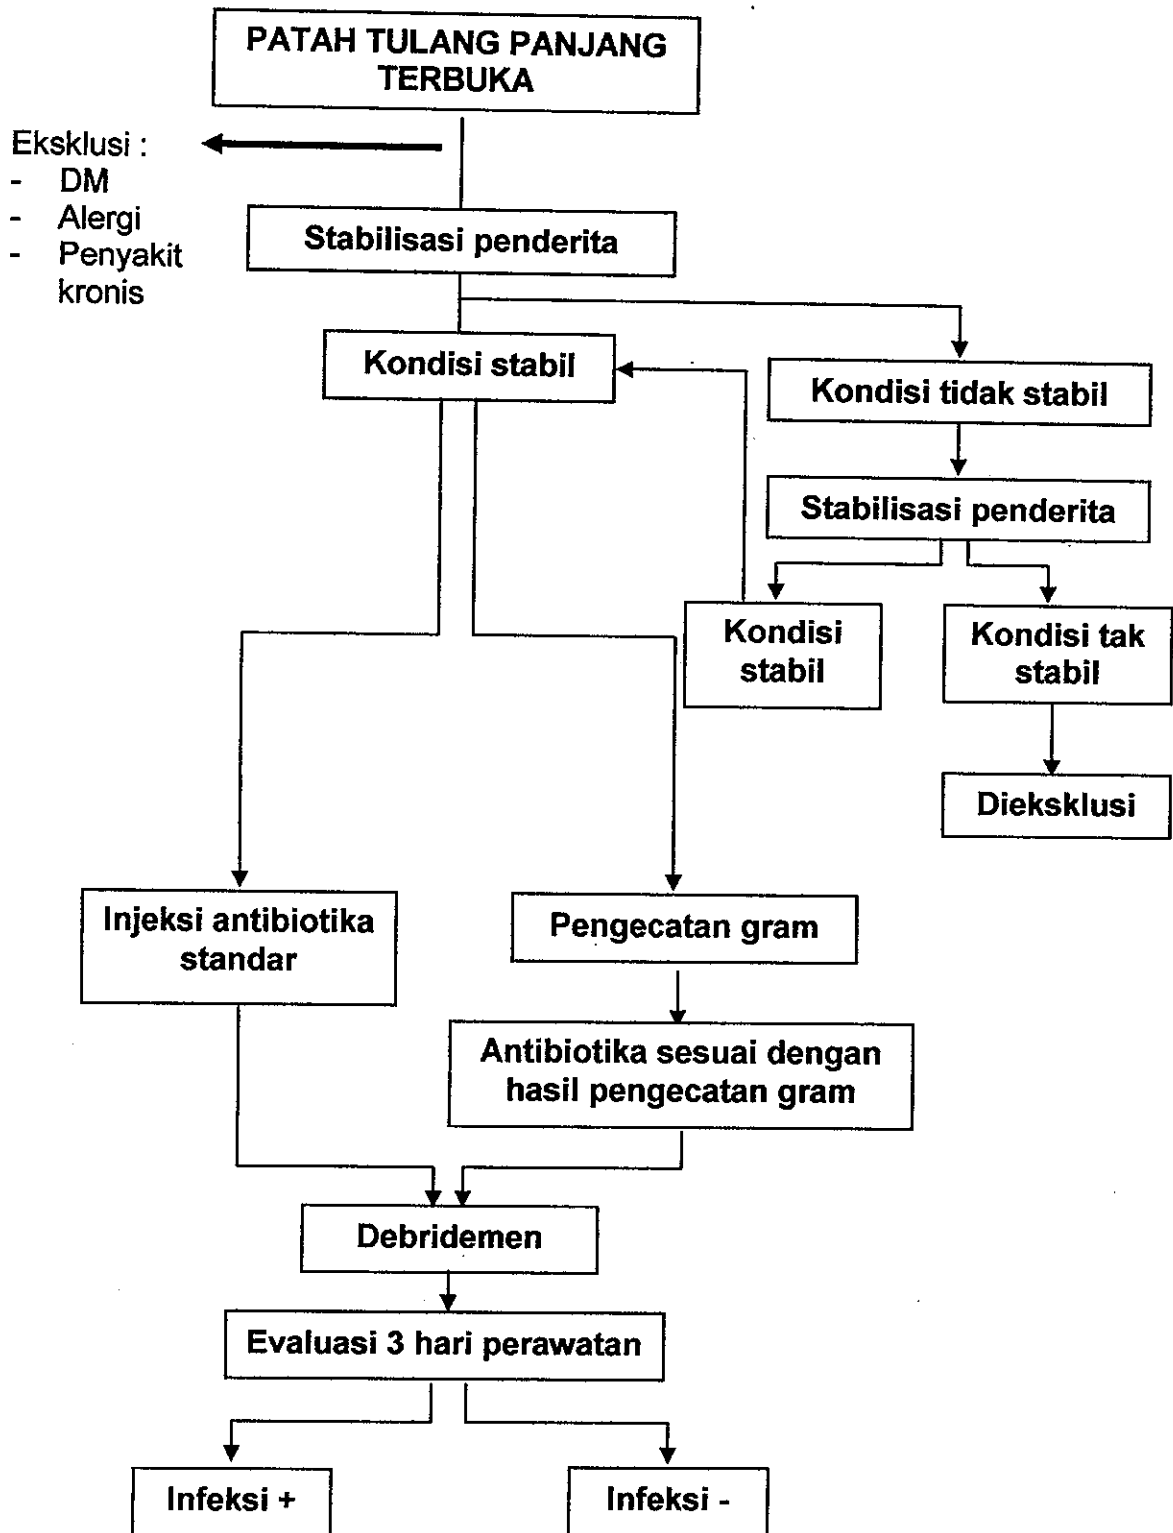 PATAH TULANG PANJANG
TERBUKA
Eksklusi :
- DM
- Alergi
- Penyakit
kronis
Stabilisasi penderita
Kondisi stabil
Kondisi tidak stabil
Stabilisasi penderita
Kondisi
stabil
Kondisi tak
stabil
Dieksklusi
Injeksi antibiotika
standar
Pengecatan gram
Antibiotika sesuai dengan
hasil pengecatan gram
Debridemen
Evaluasi 3 hari perawatan
Infeksi +
Infeksi -